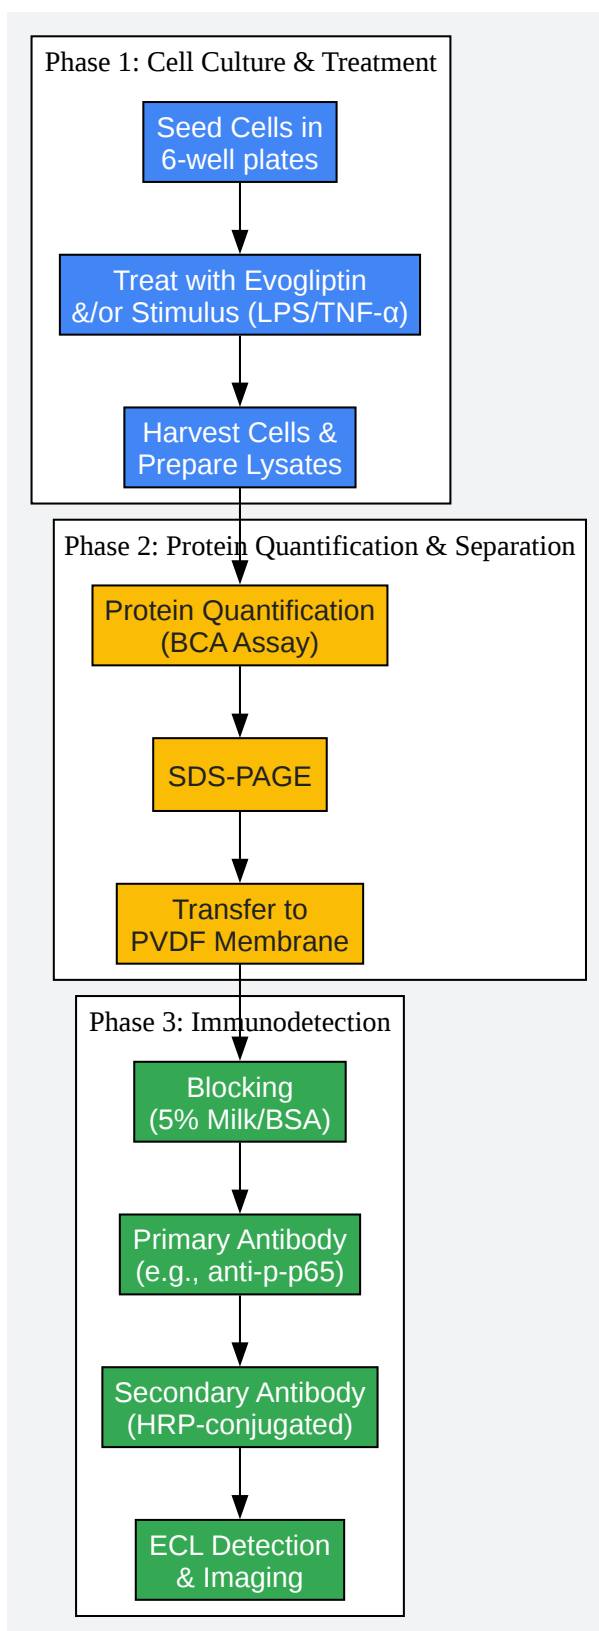 Phase 1: Cell Culture & Treatment
Seed Cells in
6-well plates
Treat with Evogliptin
&/or Stimulus (LPS/TNF-α)
Harvest Cells &
Prepare Lysates
Phase 2: Protein Quantification & Separation
Protein Quantification
(BCA Assay)
SDS-PAGE
Transfer to
PVDF Membrane
Phase 3: Immunodetection
Blocking
(5% Milk/BSA)
Primary Antibody
(e.g., anti-p-p65)
Secondary Antibody
(HRP-conjugated)
ECL Detection
& Imaging